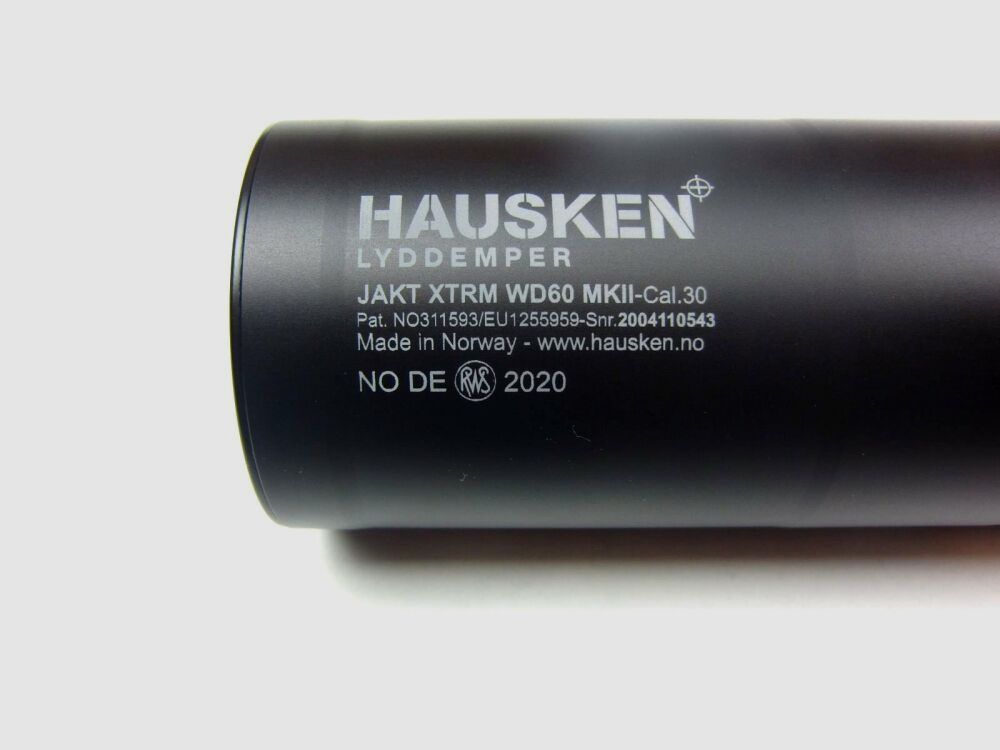 HAUSKEN
LYDDEMPER
JAKT XTRM WD60 MKII-Cal.30
Pat. NO311593/EU1255959-Snr.2004110543
Made in Norway - www.hausken.no
NO DE RWS 2020